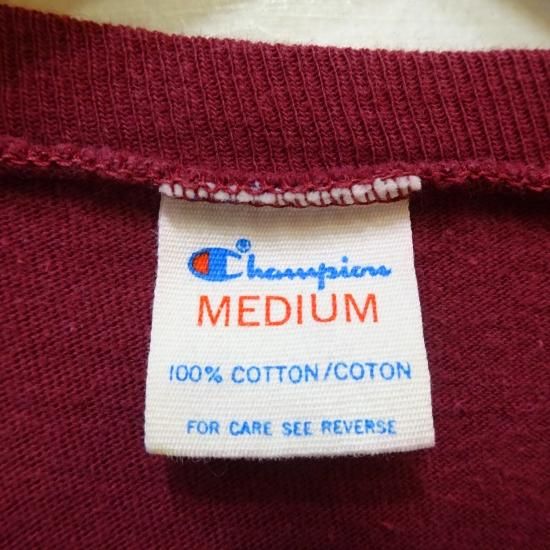 Champion®
MEDIUM
100% COTTON/COTON
FOR CARE SEE REVERSE